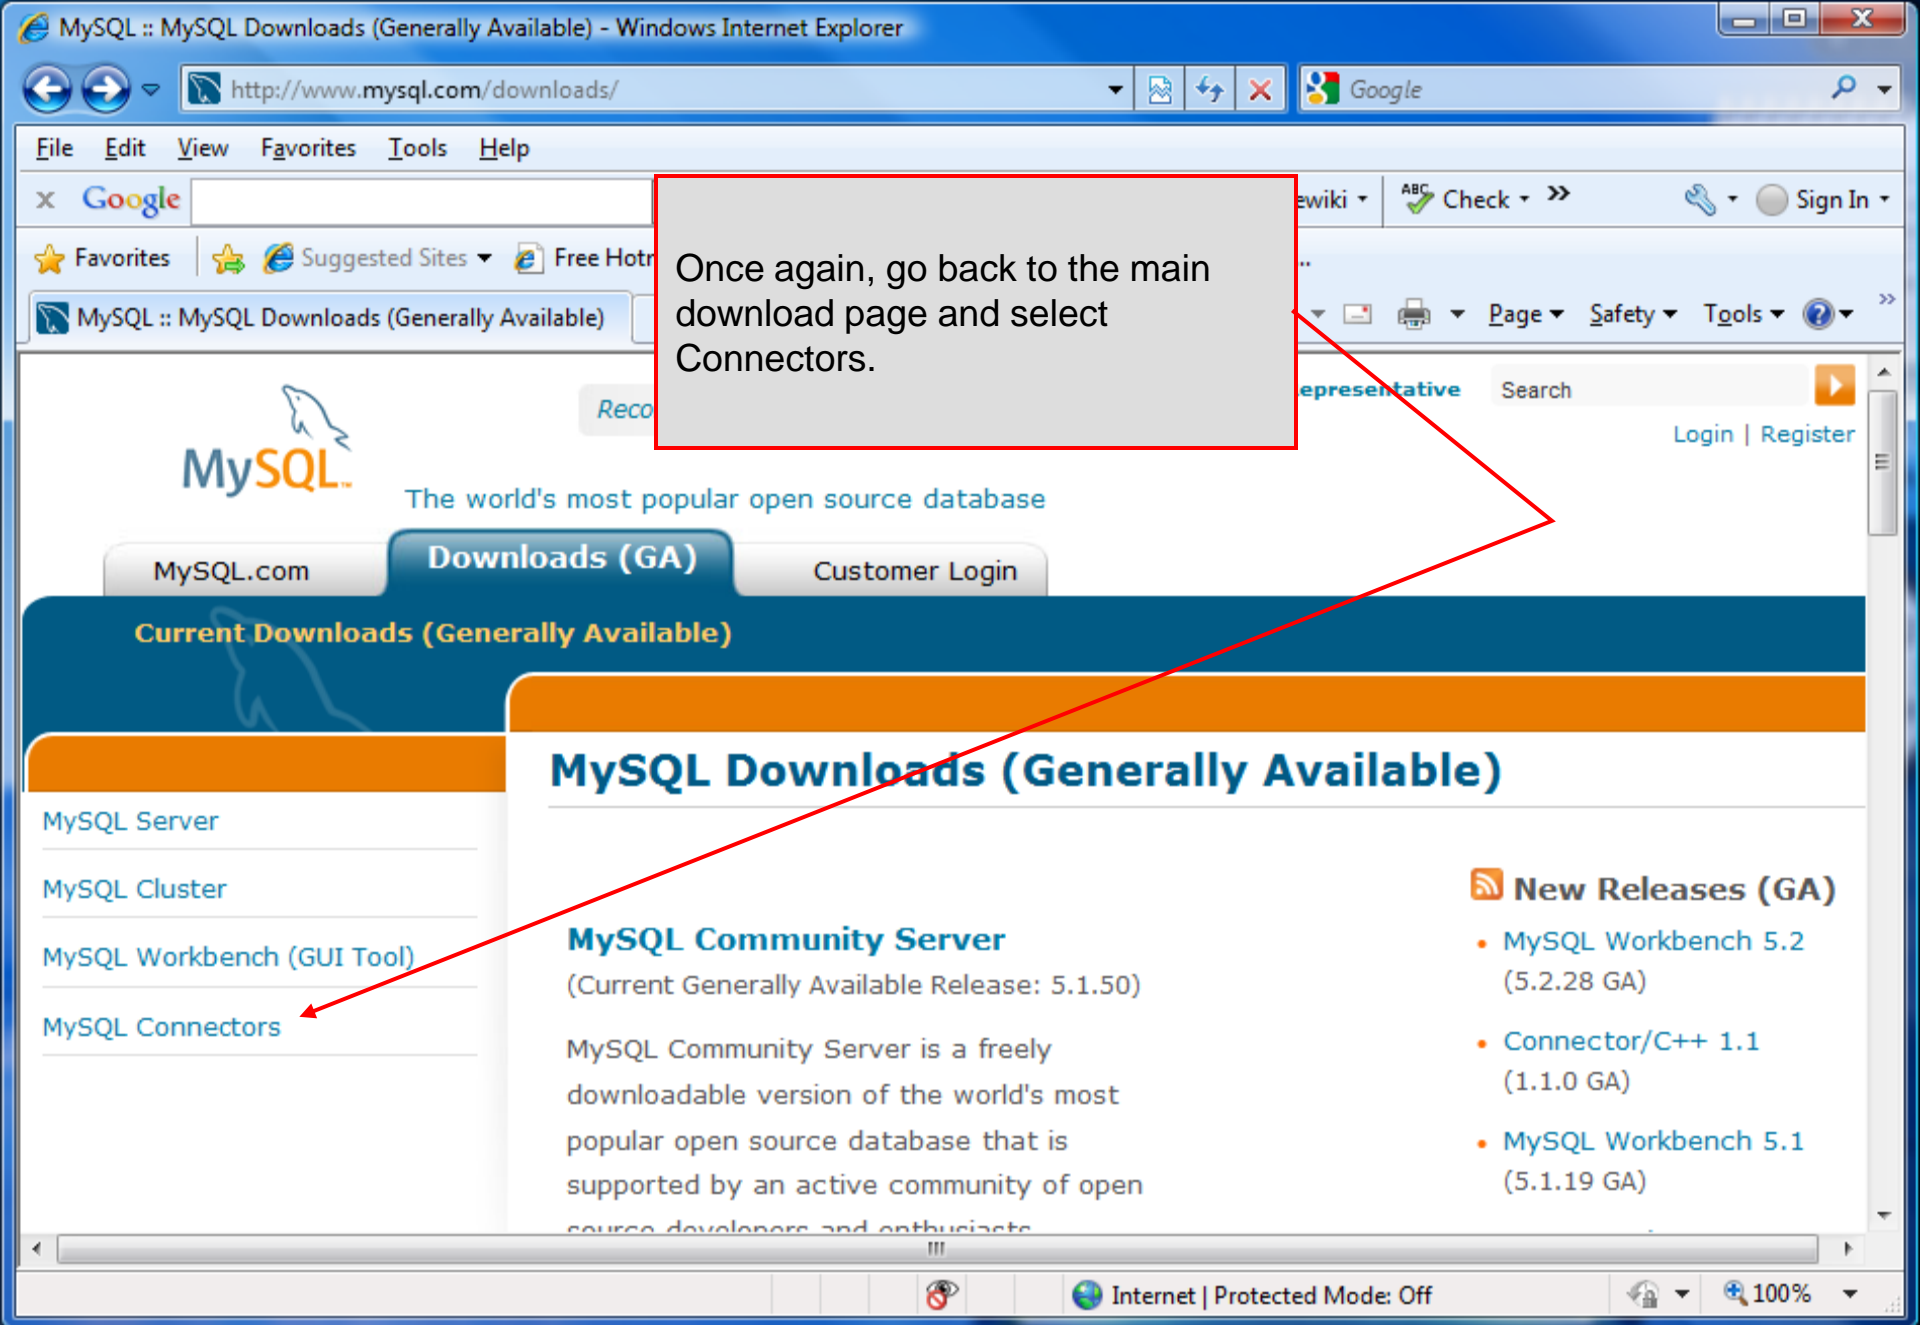 MySQL :: MySQL Downloads (Generally Available) - Windows Internet Explorer
http://www.mysql.com/downloads/
Google
File Edit View Favorites Tools Help
x Google
ewiki
ABC Check » Sign In
Favorites Suggested Sites Free Hotr
..
MySQL :: MySQL Downloads (Generally Available)
Page Safety Tools »
Once again, go back to the main
download page and select
Connectors.
Reco
epresentative
Search
Login | Register
MySQL™
The world's most popular open source database
MySQL.com
Downloads (GA)
Customer Login
Current Downloads (Generally Available)
MySQL Server
MySQL Cluster
MySQL Workbench (GUI Tool)
MySQL Connectors
MySQL Downloads (Generally Available)
MySQL Community Server
(Current Generally Available Release: 5.1.50)
MySQL Community Server is a freely
downloadable version of the world's most
popular open source database that is
supported by an active community of open
source developers and enthusiasts
New Releases (GA)
• MySQL Workbench 5.2
(5.2.28 GA)
• Connector/C++ 1.1
(1.1.0 GA)
• MySQL Workbench 5.1
(5.1.19 GA)
Internet | Protected Mode: Off
100%